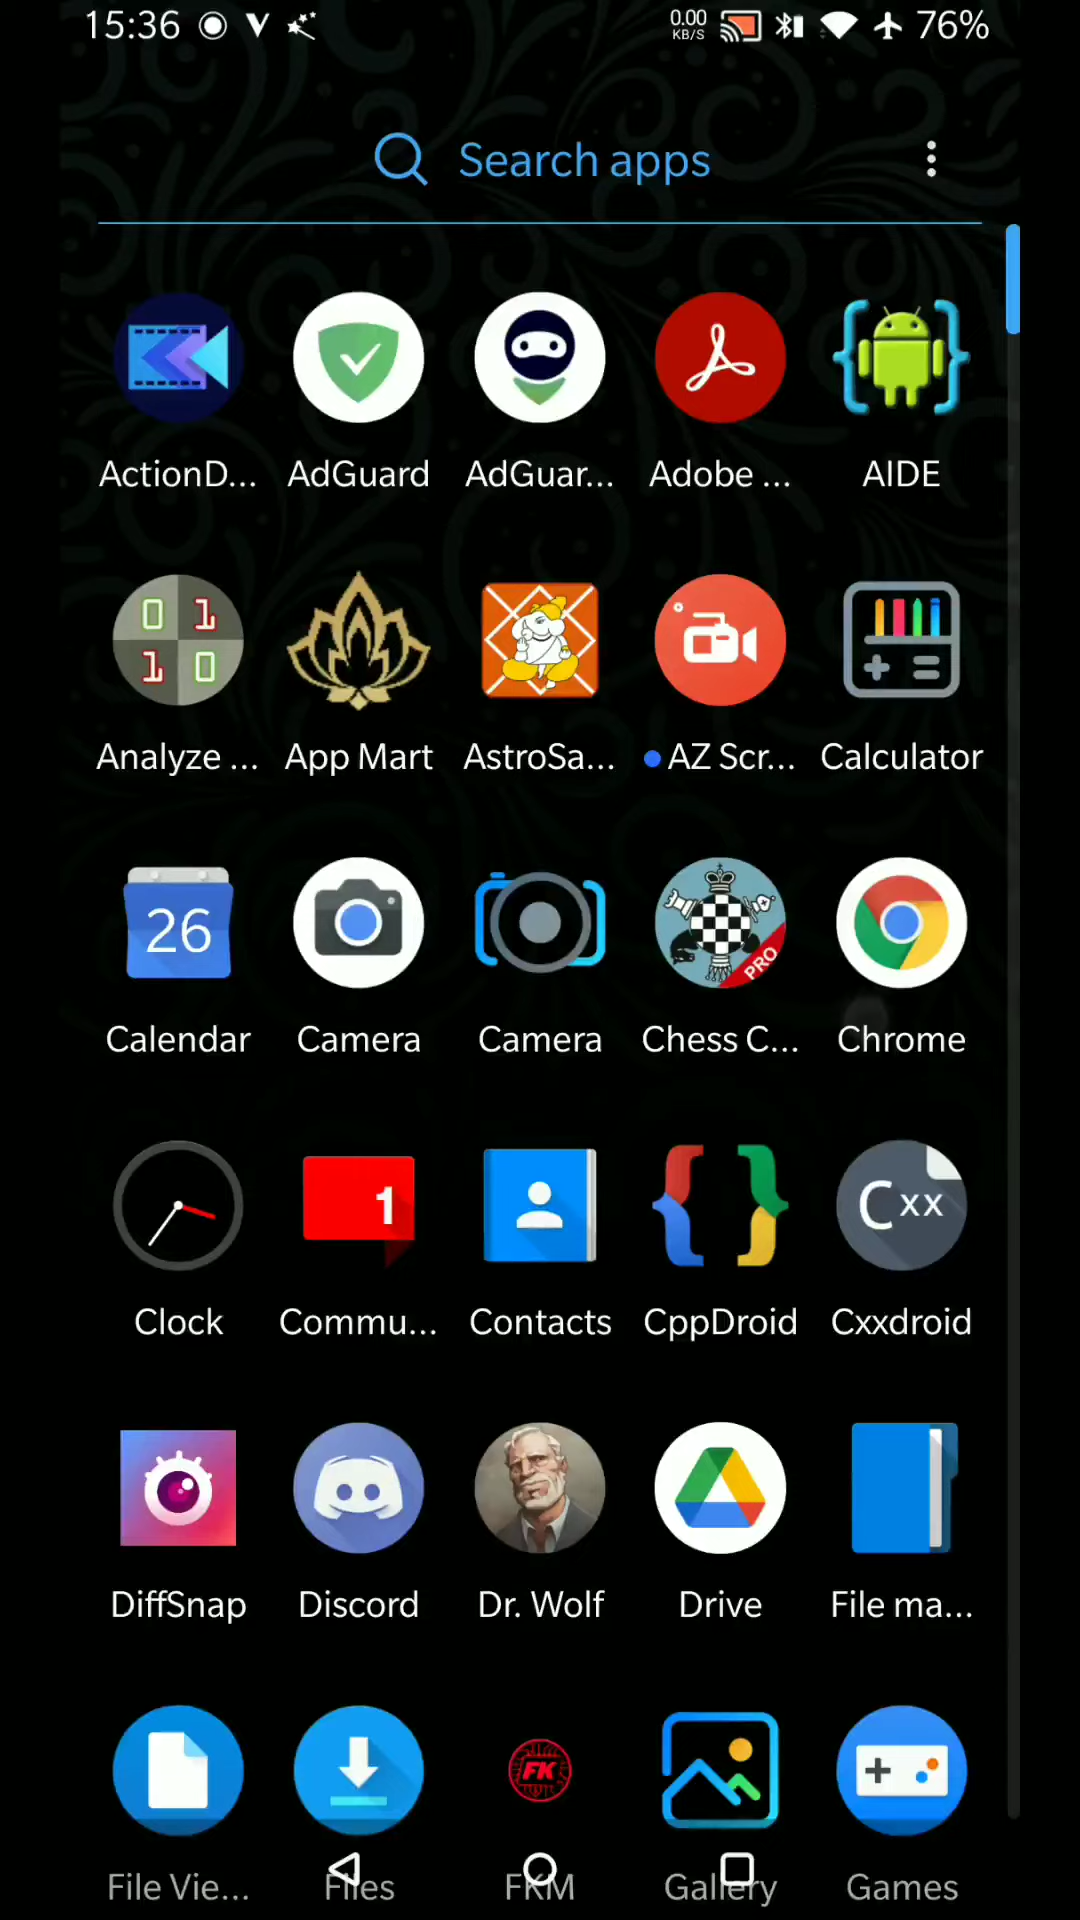 15:36 0.00 KB/S 76%
Search apps
ActionD... AdGuard AdGuar... Adobe ... AIDE
0 1
1 0
Analyze ... App Mart AstroSa... AZ Scr... Calculator
26
PRO
Calendar Camera Camera Chess C... Chrome
1
Cxx
Clock Commu... Contacts CppDroid Cxxdroid
DiffSnap Discord Dr. Wolf Drive File ma...
FK
File Vie... Files FKM Gallery Games